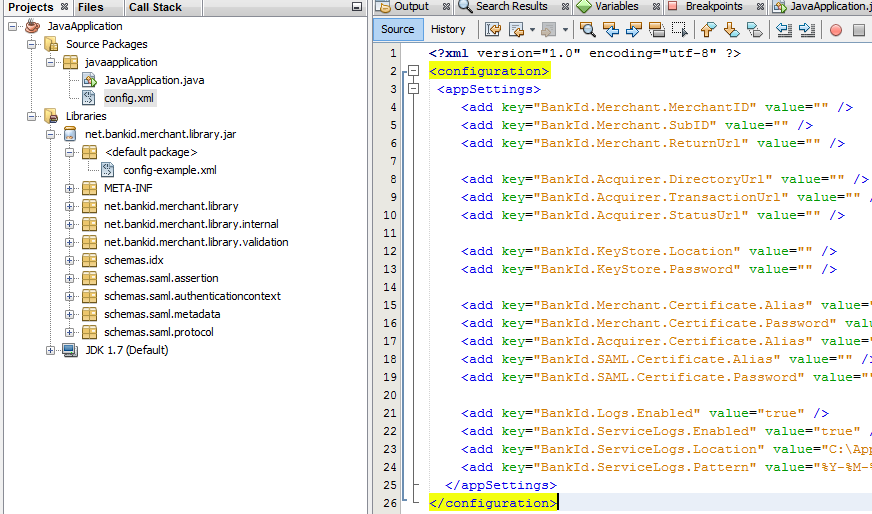 Projects Files Call Stack
JavaApplication
Source Packages
javaapplication
JavaApplication.java
config.xml
Libraries
net.bankid.merchant.library.jar
<default package>
config-example.xml
META-INF
net.bankid.merchant.library
net.bankid.merchant.library.internal
net.bankid.merchant.library.validation
schemas.idx
schemas.saml.assertion
schemas.saml.authenticationcontext
schemas.saml.metadata
schemas.saml.protocol
JDK 1.7 (Default)
Output Search Results Variables Breakpoints JavaApplication.j
Source History
1 <?xml version="1.0" encoding="utf-8" ?>
2 <configuration>
3 <appSettings>
4 <add key="BankId.Merchant.MerchantID" value="" />
5 <add key="BankId.Merchant.SubID" value="" />
6 <add key="BankId.Merchant.ReturnUrl" value="" />
7
8 <add key="BankId.Acquirer.DirectoryUrl" value="" />
9 <add key="BankId.Acquirer.TransactionUrl" value="" /
10 <add key="BankId.Acquirer.StatusUrl" value="" />
11
12 <add key="BankId.KeyStore.Location" value="" />
13 <add key="BankId.KeyStore.Password" value="" />
14
15 <add key="BankId.Merchant.Certificate.Alias" value="
16 <add key="BankId.Merchant.Certificate.Password" valu
17 <add key="BankId.Acquirer.Certificate.Alias" value="
18 <add key="BankId.SAML.Certificate.Alias" value="" />
19 <add key="BankId.SAML.Certificate.Password" value=""
20
21 <add key="BankId.Logs.Enabled" value="true" />
22 <add key="BankId.ServiceLogs.Enabled" value="true" /
23 <add key="BankId.ServiceLogs.Location" value="C:\App
24 <add key="BankId.ServiceLogs.Pattern" value="%Y-%M-%
25 </appSettings>
26 </configuration>